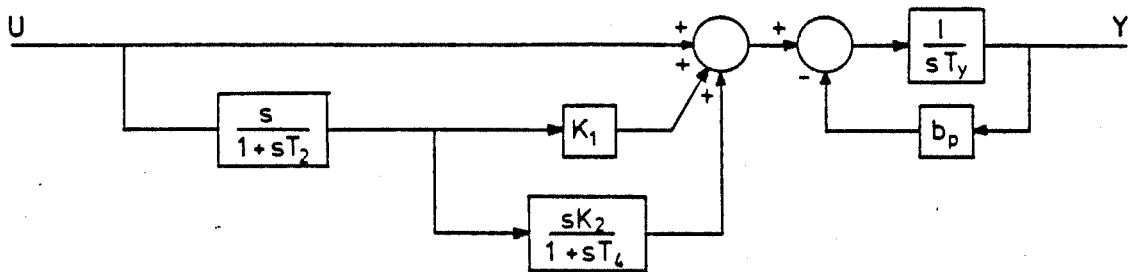 U
Y
+
+
+
+
-
1
sT_y
s
1+sT_2
K_1
b_p
sK_2
1+sT_4